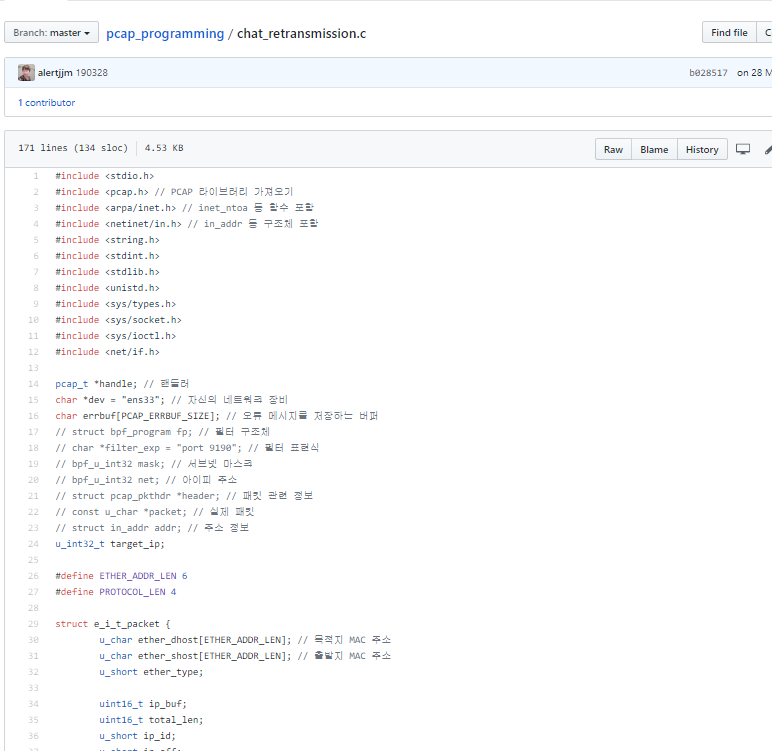 Branch: master
pcap_programming / chat_retransmission.c
Find file
alertjjm 190328
b028517 on 28 M
1 contributor
171 lines (134 sloc) 4.53 KB
Raw Blame History
1 #include <stdio.h>
2 #include <pcap.h> // PCAP 라이브러리 가져오기
3 #include <arpa/inet.h> // inet_ntoa 등 함수 포함
4 #include <netinet/in.h> // in_addr 등 구조체 포함
5 #include <string.h>
6 #include <stdint.h>
7 #include <stdlib.h>
8 #include <unistd.h>
9 #include <sys/types.h>
10 #include <sys/socket.h>
11 #include <sys/ioctl.h>
12 #include <net/if.h>
13
14 pcap_t *handle; // 핸들러
15 char *dev = "ens33"; // 자신의 네트워크 장비
16 char errbuf[PCAP_ERRBUF_SIZE]; // 오류 메시지를 저장하는 버퍼
17 // struct bpf_program fp; // 필터 구조체
18 // char *filter_exp = "port 9190"; // 필터 표현식
19 // bpf_u_int32 mask; // 서브넷 마스크
20 // bpf_u_int32 net; // 아이피 주소
21 // struct pcap_pkthdr *header; // 패킷 관련 정보
22 // const u_char *packet; // 실제 패킷
23 // struct in_addr addr; // 주소 정보
24 u_int32_t target_ip;
25
26 #define ETHER_ADDR_LEN 6
27 #define PROTOCOL_LEN 4
28
29 struct e_i_t_packet {
30 u_char ether_dhost[ETHER_ADDR_LEN]; // 목적지 MAC 주소
31 u_char ether_shost[ETHER_ADDR_LEN]; // 출발지 MAC 주소
32 u_short ether_type;
33
34 uint16_t ip_buf;
35 uint16_t total_len;
36 u_short ip_id;